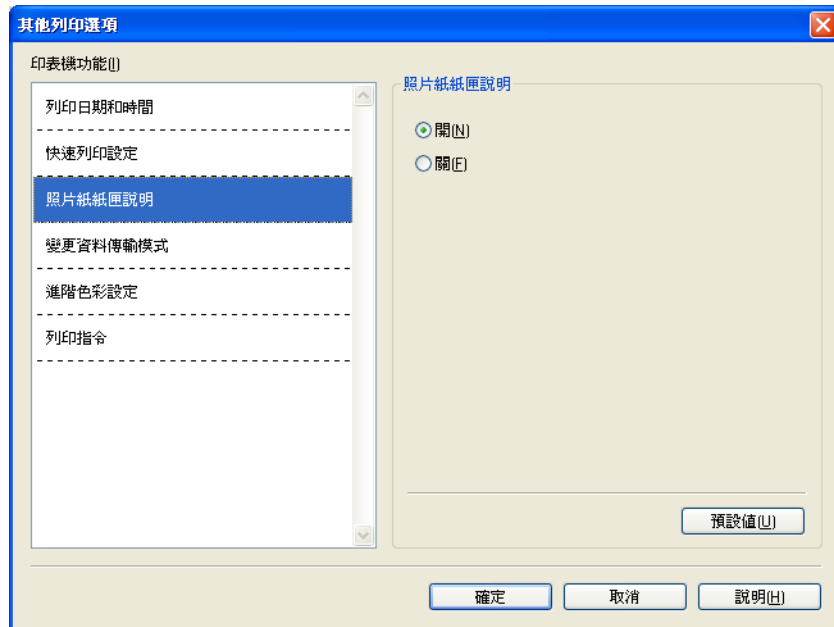 其他列印選項
印表機功能(I)
列印日期和時間
快速列印設定
照片紙紙匣說明
變更資料傳輸模式
進階色彩設定
列印指令
照片紙紙匣說明
開(N)
關(F)
預設值(U)
確定
取消
說明(H)